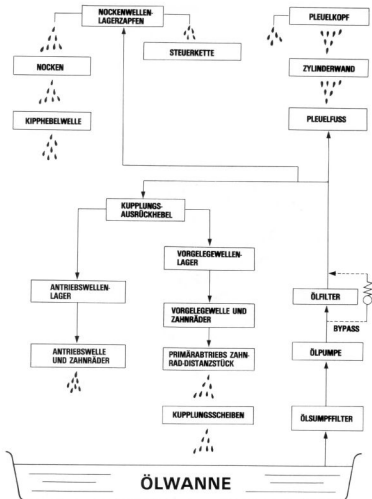 NOCKENWELLEN-
LAGERZAPFEN
PLEUELKOPF
STEUERKETTE
NOCKEN
ZYLINDERWAND
KIPPHEBELWELLE
PLEUELFUSS
KUPPLUNGS-
AUSRÜCKHEBEL
VORGELEGEWELLEN-
LAGER
ANTRIEBSWELLEN-
LAGER
ÖLFILTER
VORGELEGEWELLE UND
ZAHNRÄDER
BYPASS
ANTRIEBSWELLE
UND ZAHNRÄDER
PRIMÄRABTRIEBS ZAHN-
RAD-DISTANZSTÜCK
ÖLPUMPE
KUPPLUNGSSCHEIBEN
ÖLSUMPFFILTER
ÖLWANNE